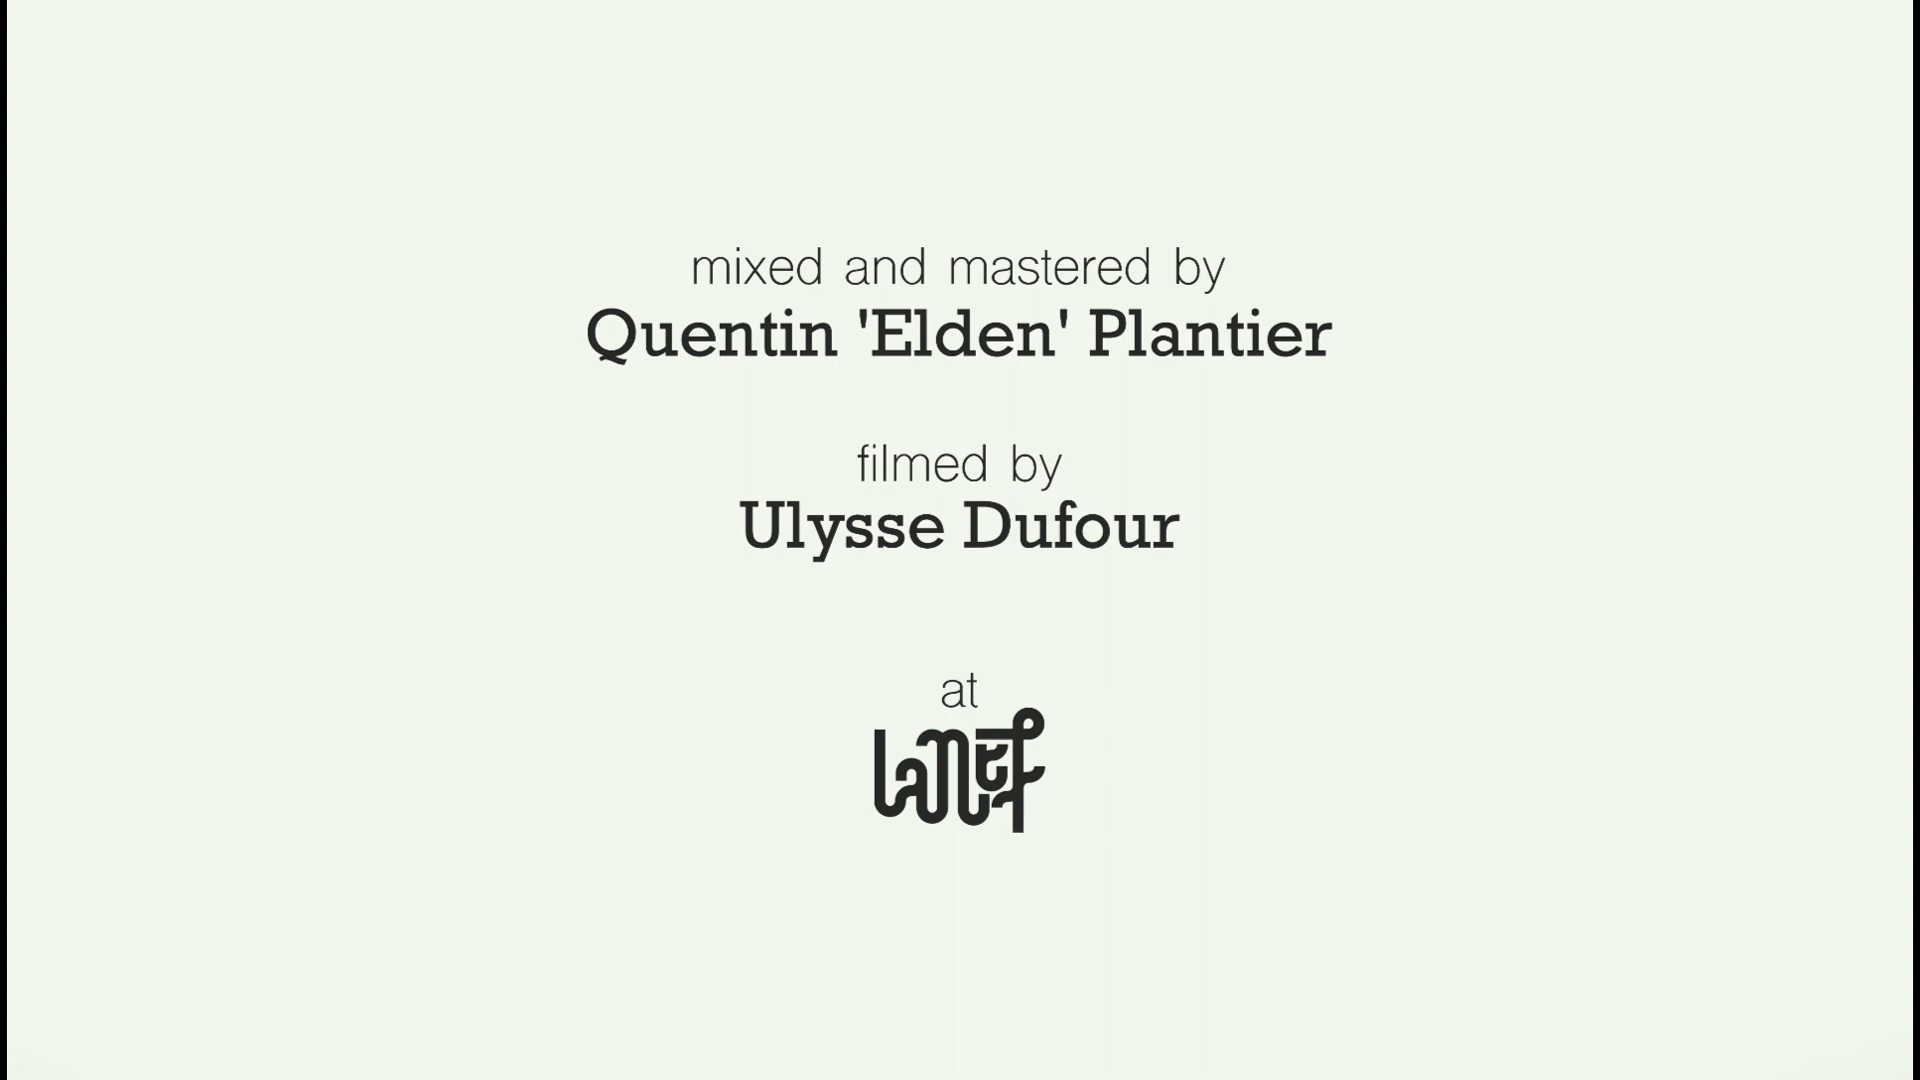 mixed and mastered by
Quentin 'Elden' Plantier
filmed by
Ulysse Dufour
at